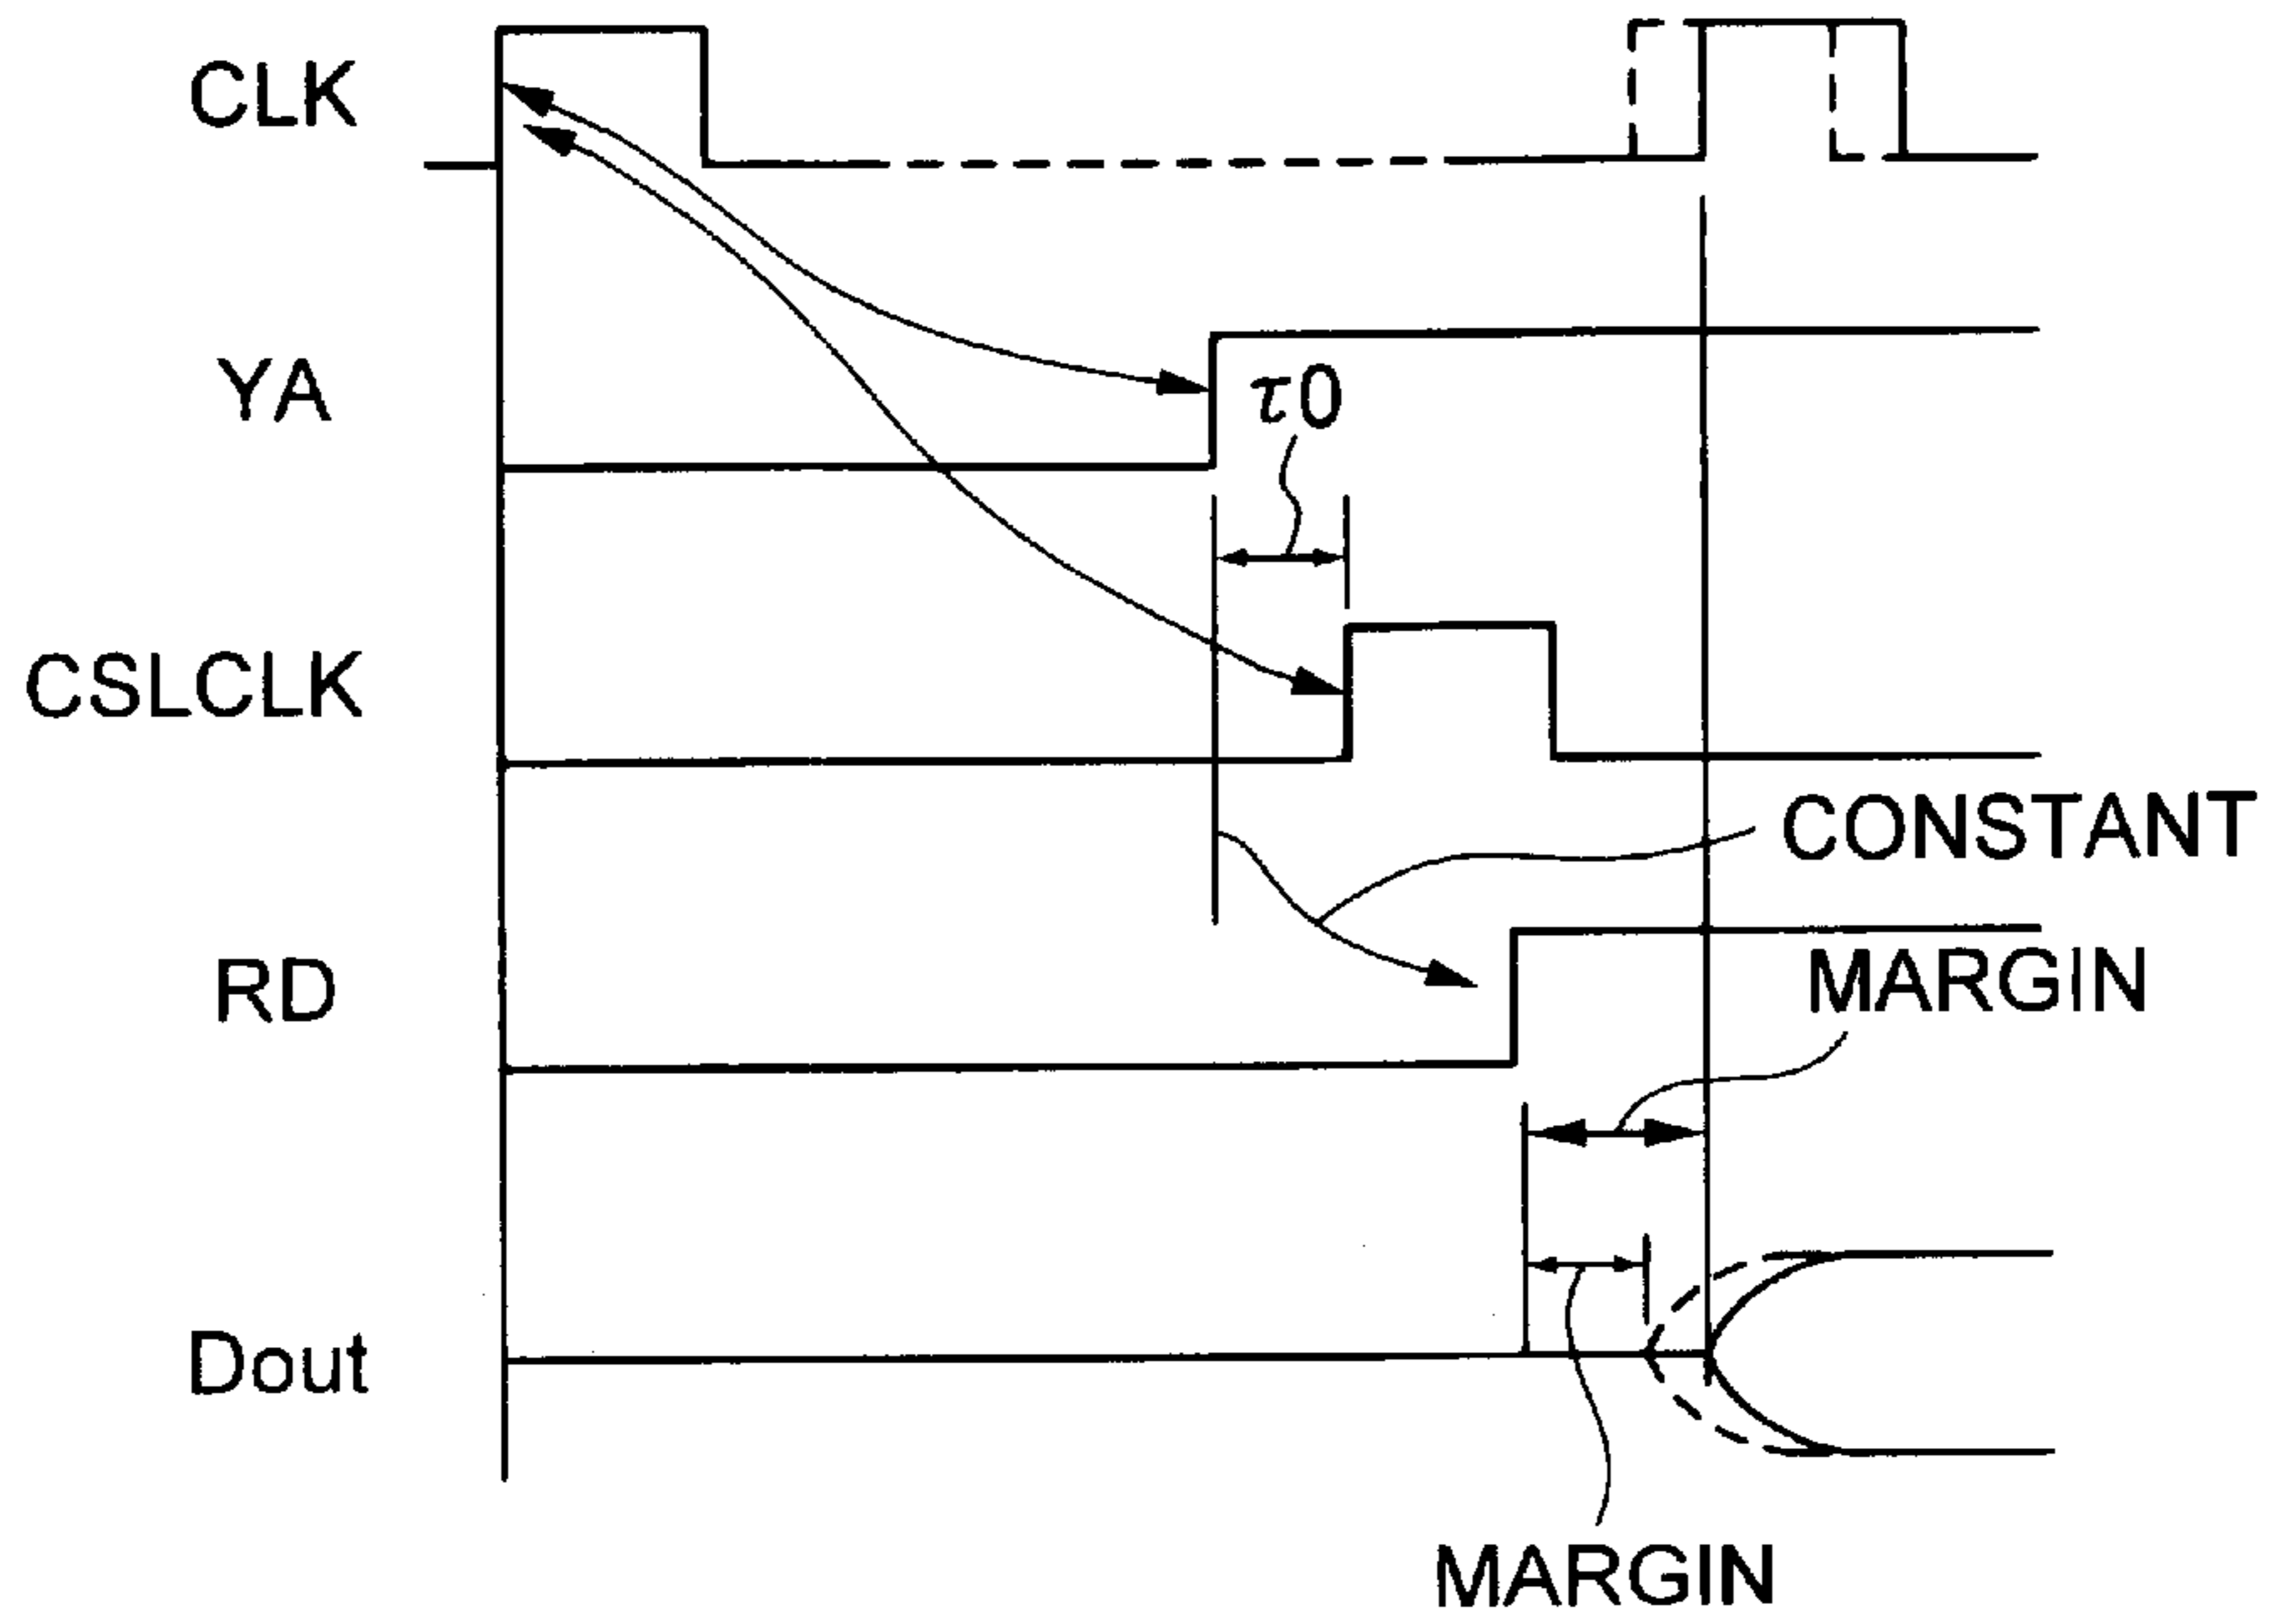 CLK
YA
τ0
CSLCLK
CONSTANT
RD
MARGIN
Dout
MARGIN